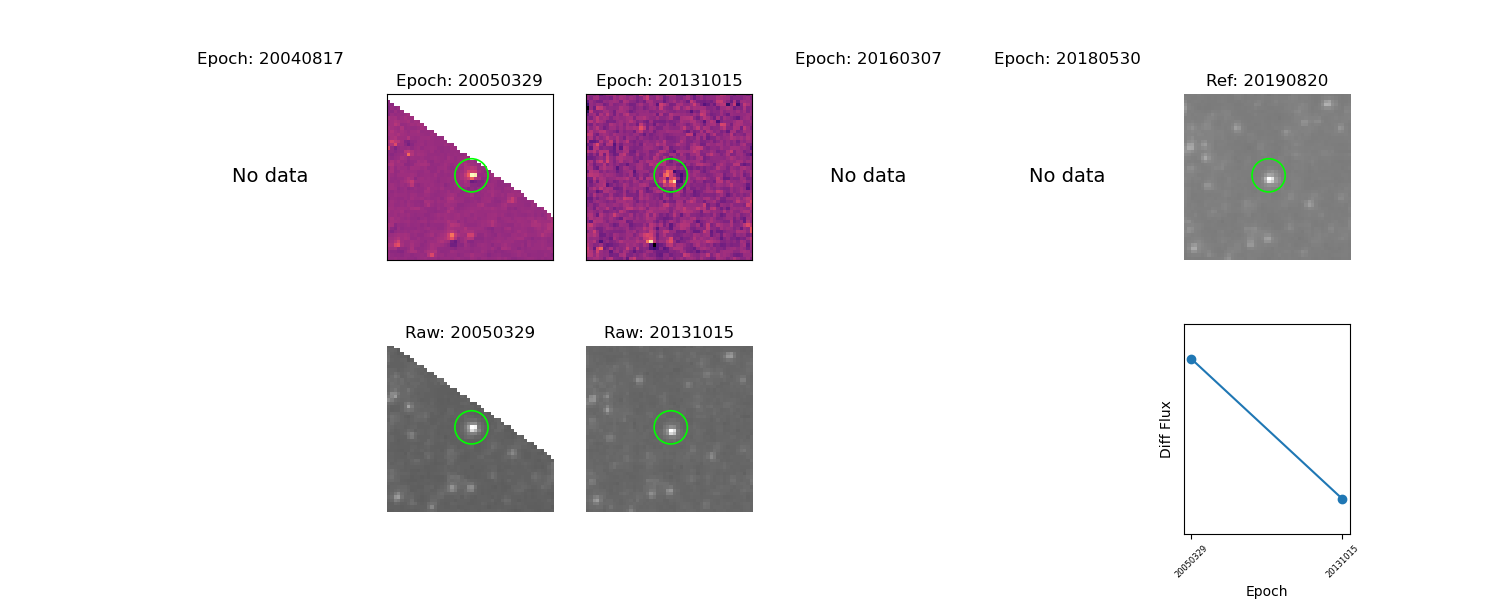 Epoch: 20040817
Epoch: 20050329
Epoch: 20131015
Epoch: 20160307
Epoch: 20180530
Ref: 20190820
No data
No data
No data
Raw: 20050329
Raw: 20131015
Diff Flux
20050329
20131015
Epoch